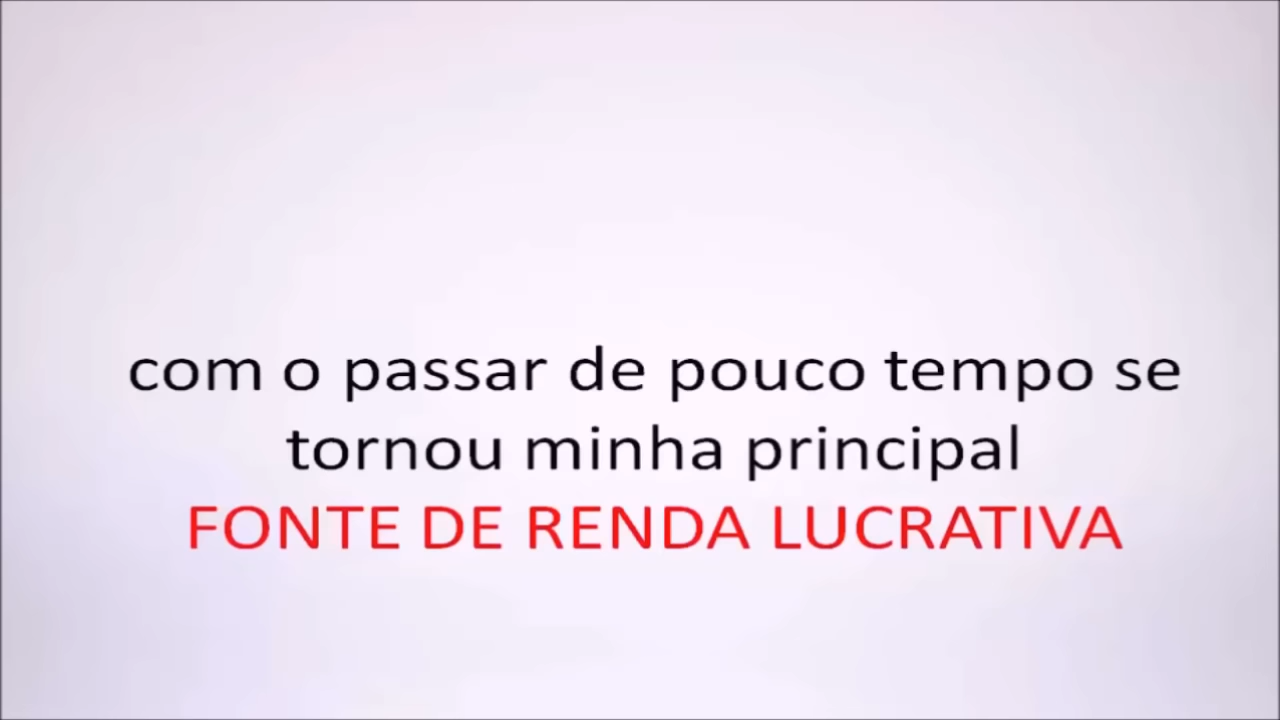 com o passar de pouco tempo se
tornou minha principal
FONTE DE RENDA LUCRATIVA